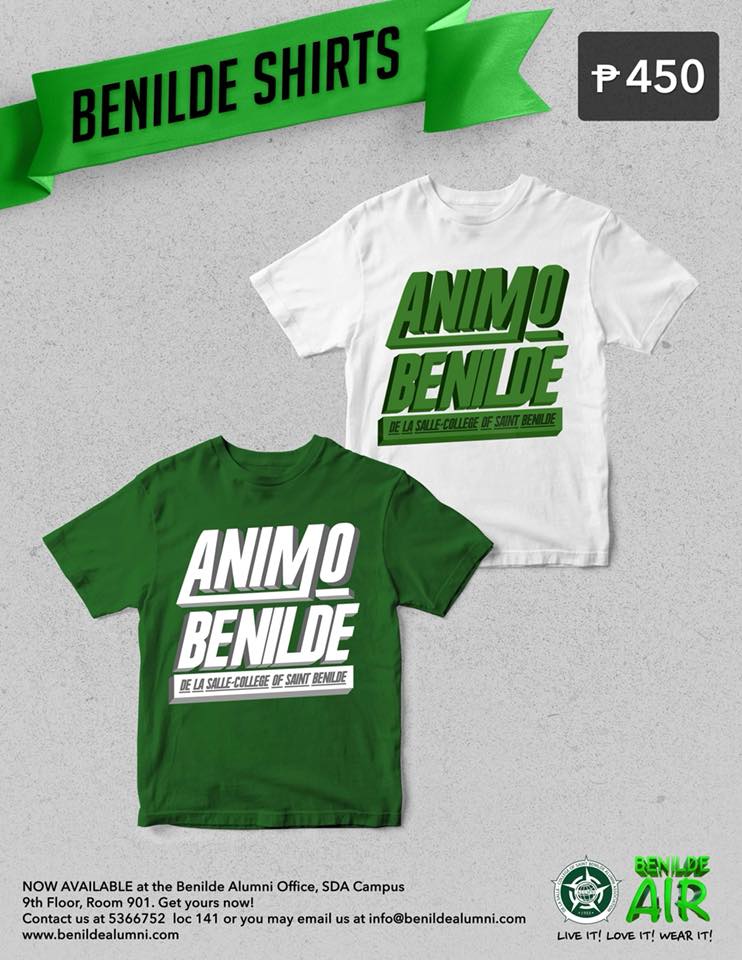 BENILDE SHIRTS
₱ 450
ANIMO
BENILDE
DE LA SALLE-COLLEGE OF SAINT BENILDE
ANIMO
BENILDE
DE LA SALLE-COLLEGE OF SAINT BENILDE
NOW AVAILABLE at the Benilde Alumni Office, SDA Campus
9th Floor, Room 901. Get yours now!
Contact us at 5366752 loc 141 or you may email us at info@benildealumni.com
www.benildealumni.com
BENILDE
AIR
LIVE IT! LOVE IT! WEAR IT!